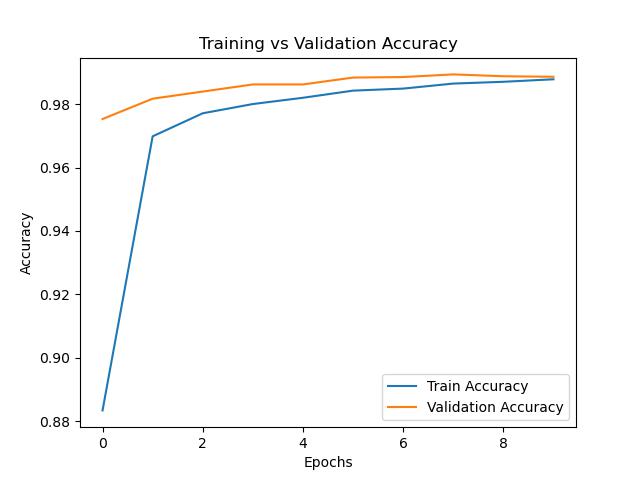 Training vs Validation Accuracy
Accuracy
0.98
0.96
0.94
0.92
0.90
0.88
0 2 4 6 8
Epochs
Train Accuracy
Validation Accuracy